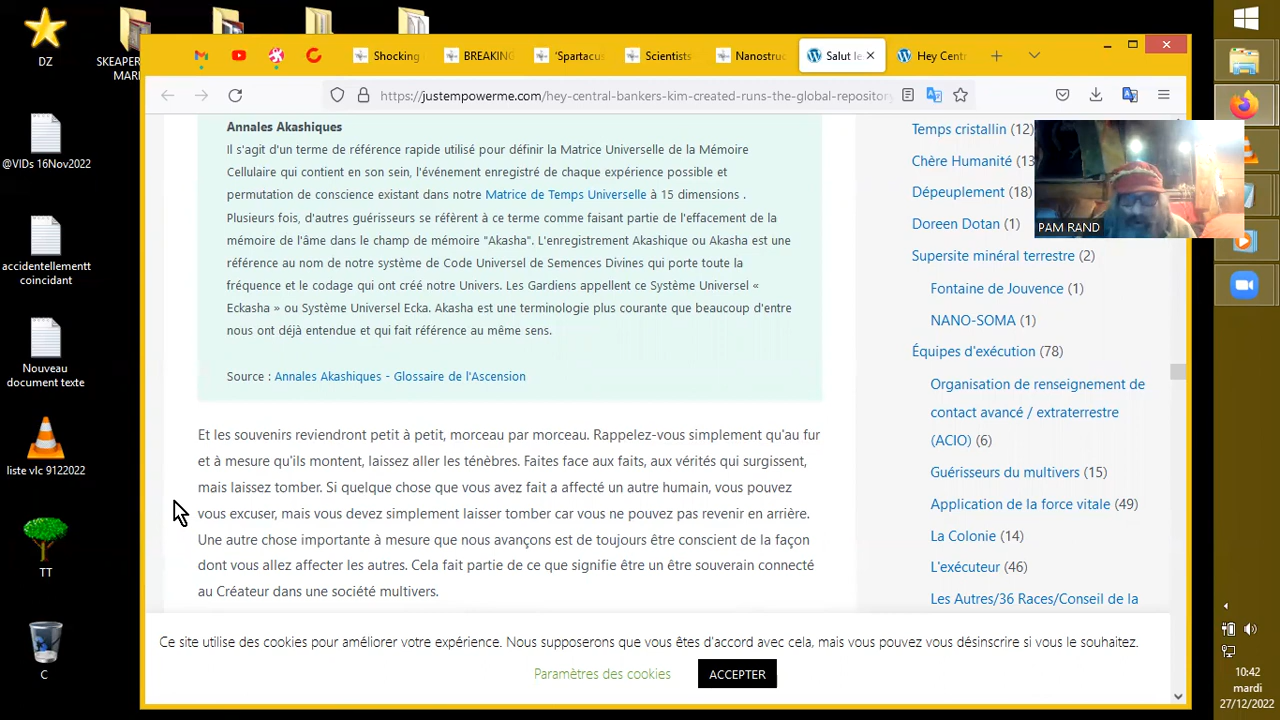 DZ
SKEAPER
MARI
@VIDs 16Nov2022
accidentellementt
coincidant
Nouveau
document texte
liste vlc 9122022
TT
C
Shocking
BREAKING
'Spartacus
Scientists
Nanostruc
Salut le
Hey Centr
https://justempowerme.com/hey-central-bankers-kim-created-runs-the-global-repository
Annales Akashiques
Il s'agit d'un terme de référence rapide utilisé pour définir la Matrice Universelle de la Mémoire
Cellulaire qui contient en son sein, l'événement enregistré de chaque expérience possible et
permutation de conscience existant dans notre Matrice de Temps Universelle à 15 dimensions .
Plusieurs fois, d'autres guérisseurs se réfèrent à ce terme comme faisant partie de l'effacement de la
mémoire de l'âme dans le champ de mémoire "Akasha". L'enregistrement Akashique ou Akasha est une
référence au nom de notre système de Code Universel de Semences Divines qui porte toute la
fréquence et le codage qui ont créé notre Univers. Les Gardiens appellent ce Système Universel «
Eckasha » ou Système Universel Ecka. Akasha est une terminologie plus courante que beaucoup d'entre
nous ont déjà entendue et qui fait référence au même sens.
Source : Annales Akashiques - Glossaire de l'Ascension
Et les souvenirs reviendront petit à petit, morceau par morceau. Rappelez-vous simplement qu'au fur
et à mesure qu'ils montent, laissez aller les ténèbres. Faites face aux faits, aux vérités qui surgissent,
mais laissez tomber. Si quelque chose que vous avez fait a affecté un autre humain, vous pouvez
vous excuser, mais vous devez simplement laisser tomber car vous ne pouvez pas revenir en arrière.
Une autre chose importante à mesure que nous avançons est de toujours être conscient de la façon
dont vous allez affecter les autres. Cela fait partie de ce que signifie être un être souverain connecté
au Créateur dans une société multivers.
Temps cristallin (12)
Chère Humanité (13
Dépeuplement (18)
Doreen Dotan (1)
Supersite minéral terrestre (2)
Fontaine de Jouvence (1)
NANO-SOMA (1)
Équipes d'exécution (78)
Organisation de renseignement de
contact avancé / extraterrestre
(ACIO) (6)
Guérisseurs du multivers (15)
Application de la force vitale (49)
La Colonie (14)
L'exécuteur (46)
Les Autres/36 Races/Conseil de la
PAM RAND
Ce site utilise des cookies pour améliorer votre expérience. Nous supposerons que vous êtes d'accord avec cela, mais vous pouvez vous désinscrire si vous le souhaitez.
Paramètres des cookies
ACCEPTER
10:42
mardi
27/12/2022